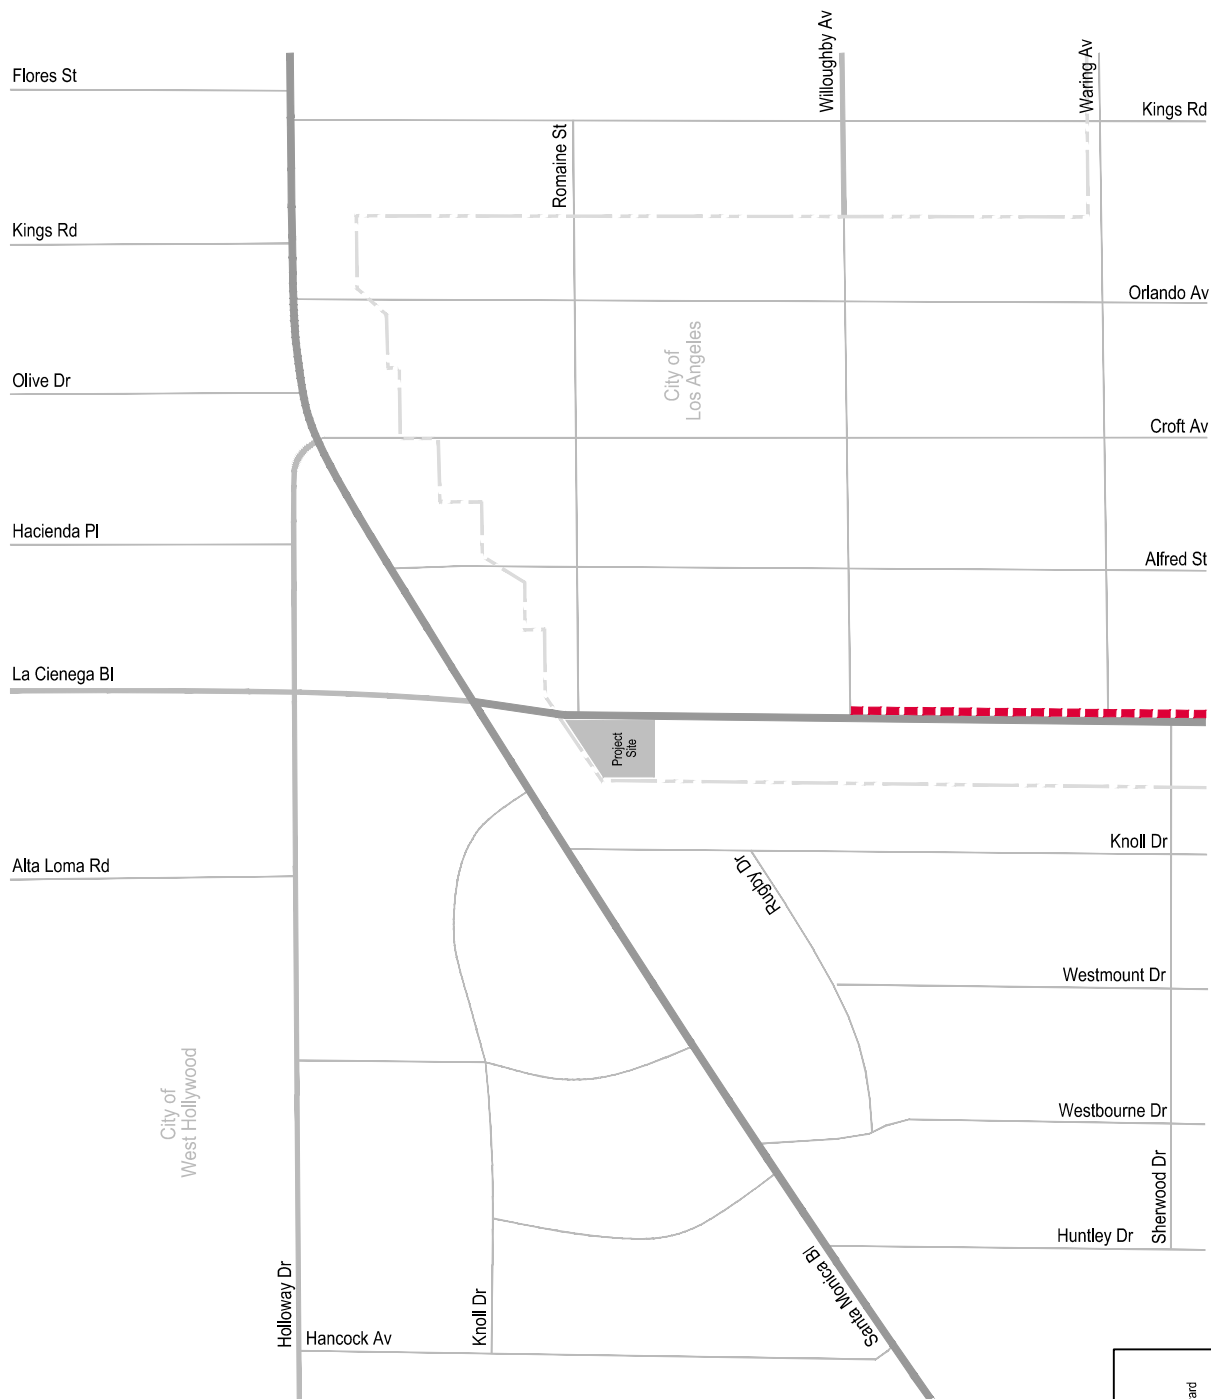 Flores St
Willoughby Av
Waring Av
Kings Rd
Romaine St
Kings Rd
Orlando Av
City of
Los Angeles
Olive Dr
Croft Av
Hacienda Pl
Alfred St
La Cienega Bl
Project
Site
Knoll Dr
Alta Loma Rd
Rugby Dr
Westmount Dr
City of
West Hollywood
Westbourne Dr
Sherwood Dr
Huntley Dr
Santa Monica Bl
Holloway Dr
Knoll Dr
Hancock Av